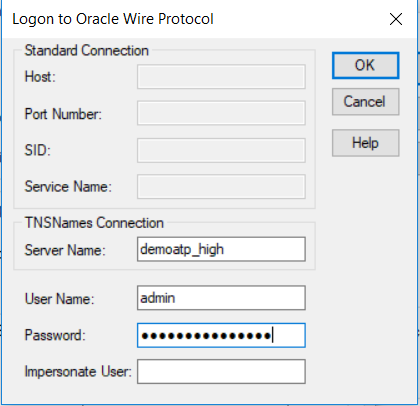 Logon to Oracle Wire Protocol
Standard Connection
Host:
Port Number:
SID:
Service Name:
TNSNames Connection
Server Name: demoatp_high
User Name: admin
Password: ●●●●●●●●●●●●●●●
Impersonate User:
OK
Cancel
Help